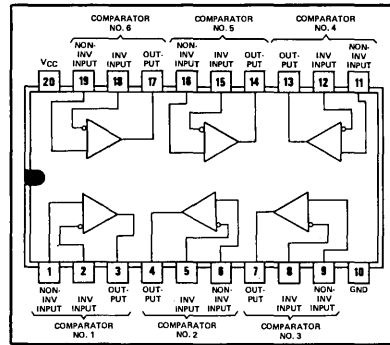 COMPARATOR NO. 6
COMPARATOR NO. 5
COMPARATOR NO. 4
VCC
NON-INV INPUT
INV INPUT
OUT-PUT
NON-INV INPUT
INV INPUT
OUT-PUT
OUT-PUT
INV INPUT
NON-INV INPUT
20 19 18 17 16 15 14 13 12 11
1 2 3 4 5 6 7 8 9 10
NON-INV INPUT
INV INPUT
OUT-PUT
OUT-PUT
INV INPUT
NON-INV INPUT
OUT-PUT
INV INPUT
NON-INV INPUT
GND
COMPARATOR NO. 1
COMPARATOR NO. 2
COMPARATOR NO. 3